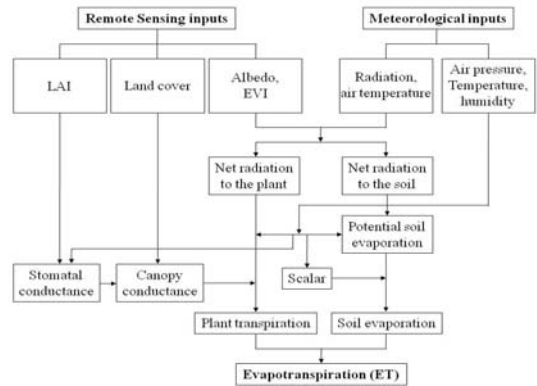 Remote Sensing inputs
Meteorological inputs
LAI
Land cover
Albedo,
EVI
Radiation,
air temperature
Air pressure,
Temperature,
humidity
Net radiation
to the plant
Net radiation
to the soil
Potential soil
evaporation
Stomatal
conductance
Canopy
conductance
Scalar
Plant transpiration
Soil evaporation
Evapotranspiration (ET)